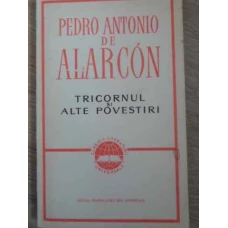 PEDRO ANTONIO
DE
ALARCÓN
TRICORNUL
ȘI
ALTE POVESTIRI